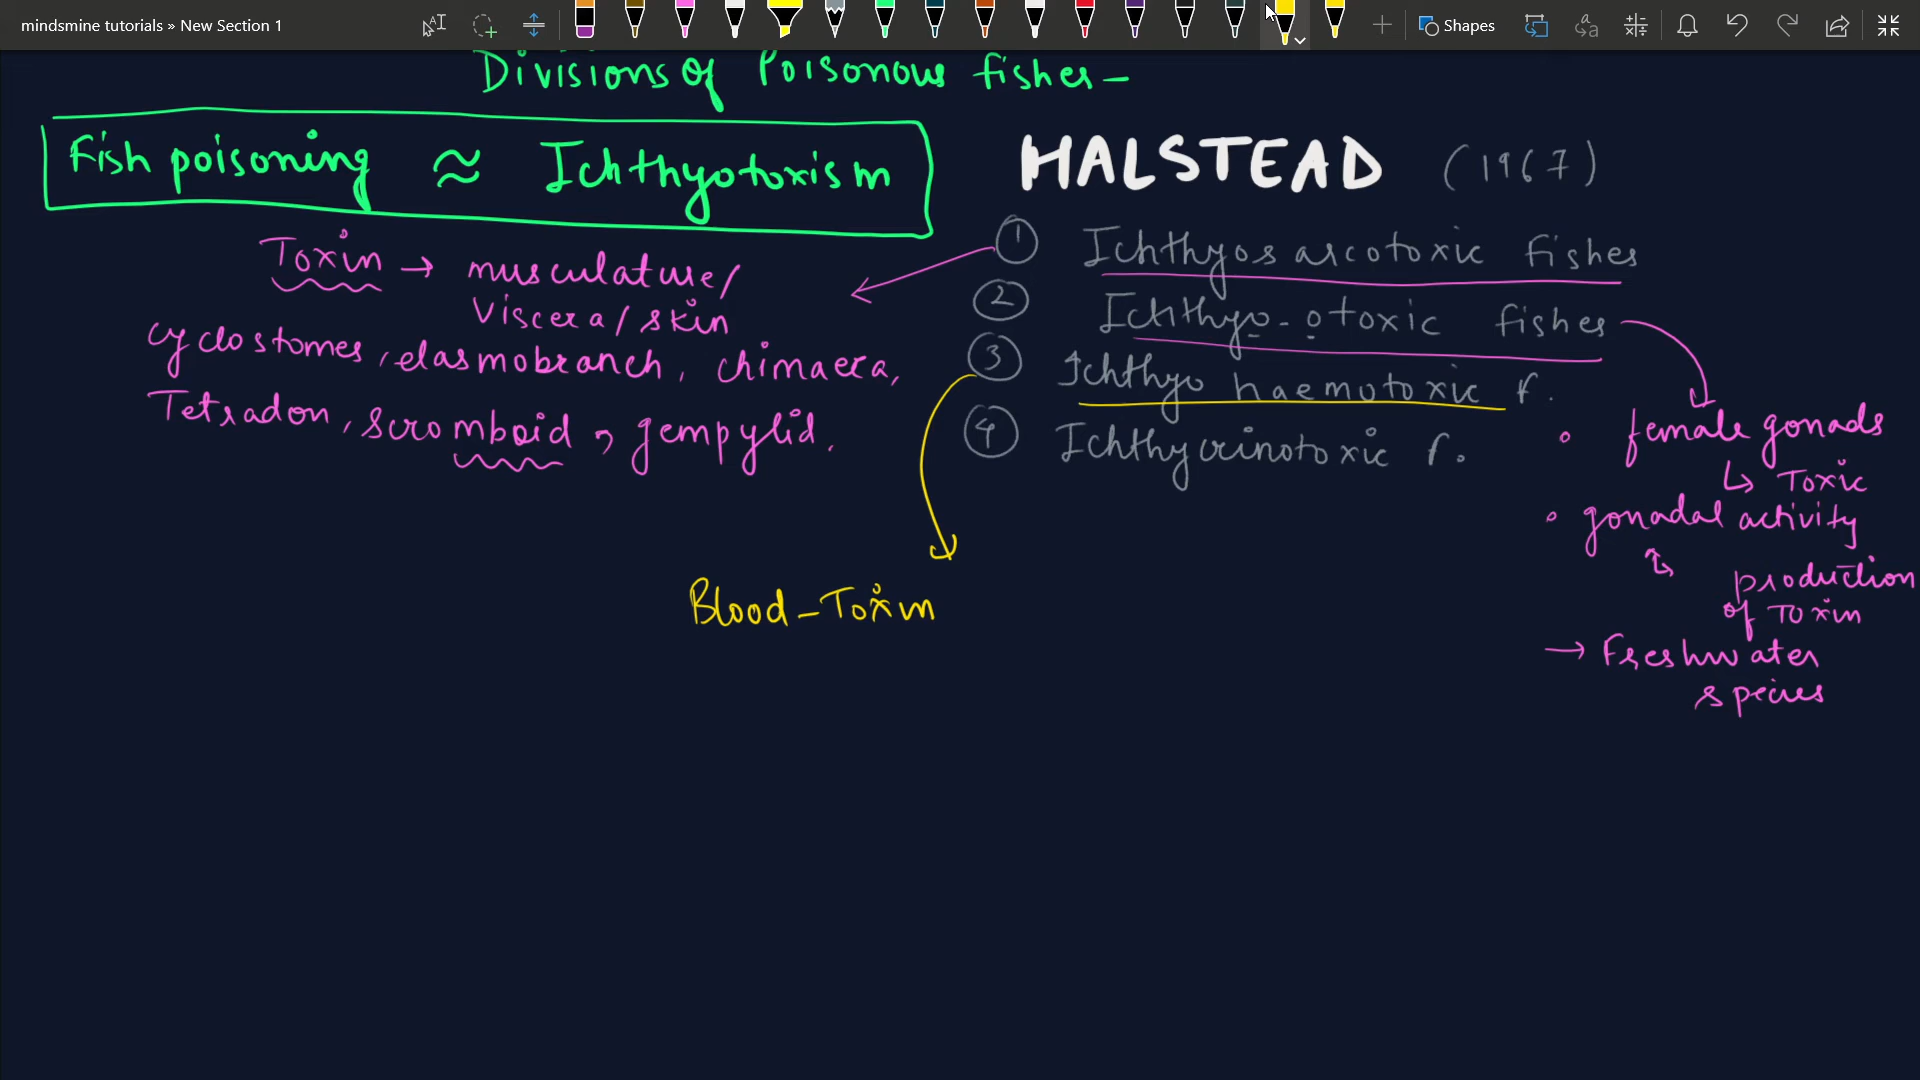 mindsmine tutorials » New Section 1
Shapes
Divisions of Poisonous fishes –
Fish poisoning ≈ Ichthyotoxism
HALSTEAD (1967)
Toxin → musculature/
viscera/skin
cyclostomes, elasmobranch, chimaera,
Tetradon, scromboid, gempylid.
① Ichthyosarcotoxic fishes
② Ichthyo-otoxic fishes
③ Ichthyo haemotoxic f.
④ Ichthycrinotoxic f.
• female gonads
↳ Toxic
• gonadal activity
↳ production
of Toxin
→ Freshwater
species
Blood – Toxin